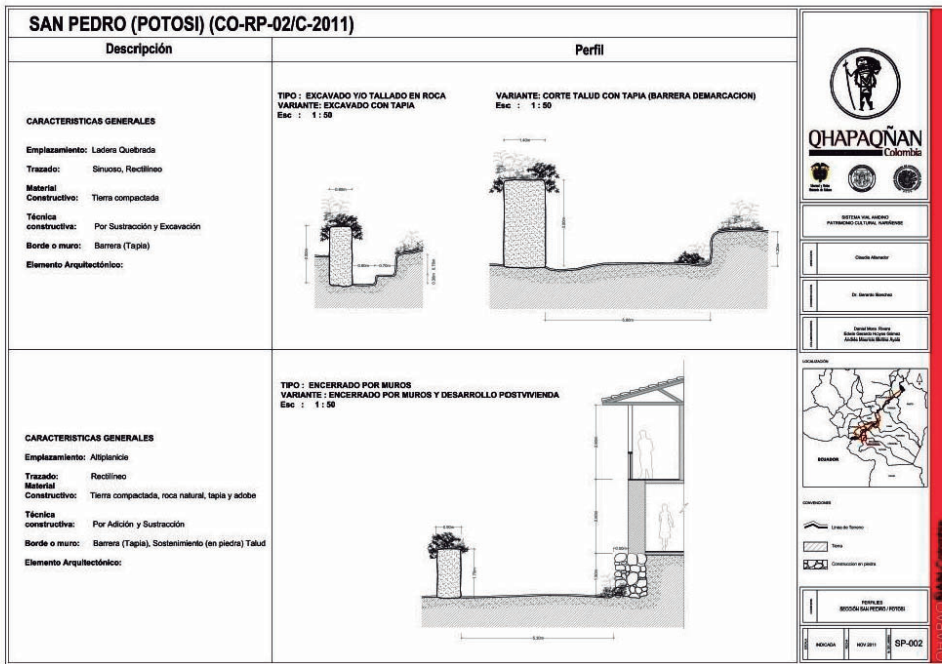 SAN PEDRO (POTOSI) (CO-RP-02/C-2011)
Descripción
Perfil
CARACTERISTICAS GENERALES
Emplazamiento: Ladera Quebrada
Trazado: Sinuoso, Rectilíneo
Material
Constructivo: Tierra compactada
Técnica
constructiva: Por Sustracción y Excavación
Borde o muro: Barrera (Tapia)
Elemento Arquitectónico:
TIPO : EXCAVADO Y/O TALLADO EN ROCA
VARIANTE: EXCAVADO CON TAPIA
Esc : 1 : 50
VARIANTE: CORTE TALUD CON TAPIA (BARRERA DEMARCACION)
Esc : 1 : 50
CARACTERISTICAS GENERALES
Emplazamiento: Altiplanicie
Trazado: Rectilíneo
Material
Constructivo: Tierra compactada, roca natural, tapia y adobe
Técnica
constructiva: Por Adición y Sustracción
Borde o muro: Barrera (Tapia), Sostenimiento (en piedra) Talud
Elemento Arquitectónico:
TIPO : ENCERRADO POR MUROS
VARIANTE : ENCERRADO POR MUROS Y DESARROLLO POSTVIVIENDA
Esc : 1 : 50
QHAPAQÑAN
Colombia
SISTEMA VIAL ANDINO
PATRIMONIO CULTURAL NARIÑENSE
LOCALIZACIÓN
ECUADOR
CONVENCIONES
Linea de Terreno
Tierra
Construccion en piedra
PERFILES
SECCIÓN SAN PEDRO / POTOSI
INDICADA
NOV 2011
SP-002